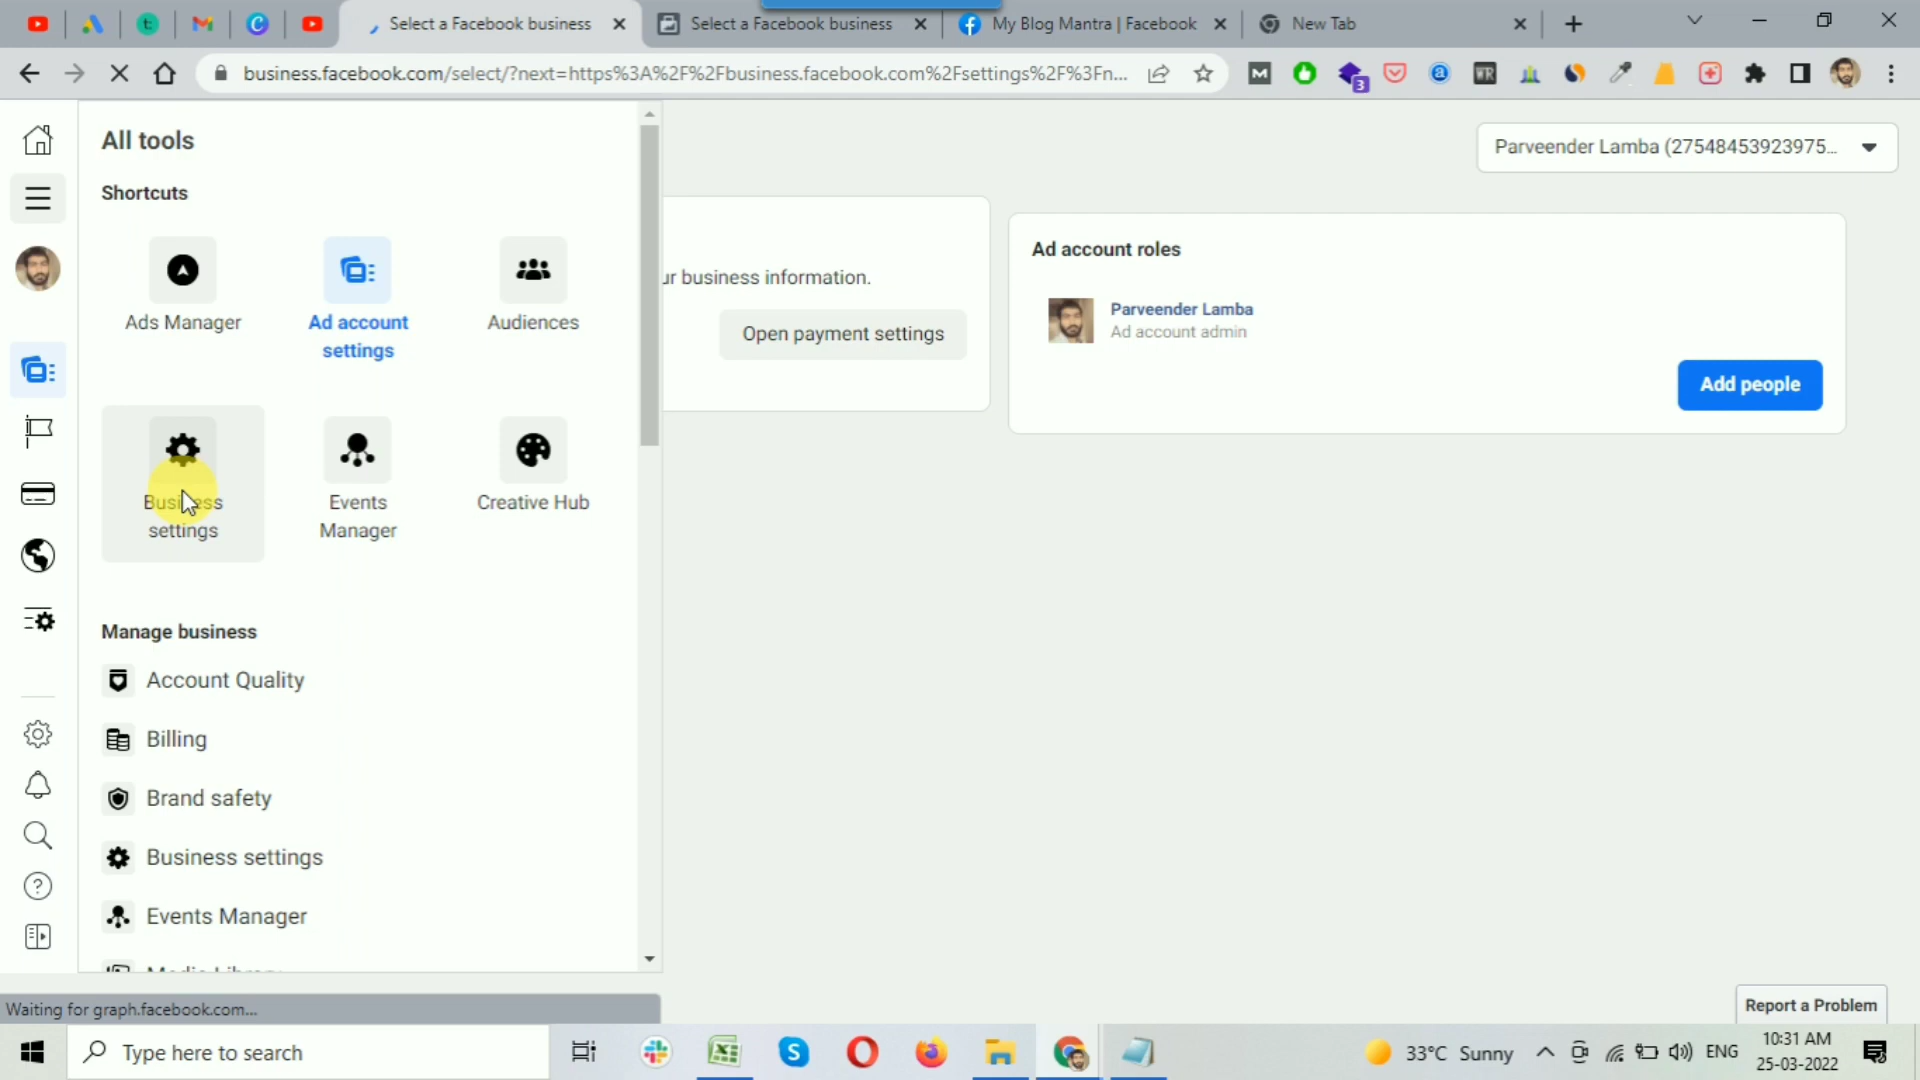 Select a Facebook business
Select a Facebook business
My Blog Mantra | Facebook
New Tab
business.facebook.com/select/?next=https%3A%2F%2Fbusiness.facebook.com%2Fsettings%2F%3Fn...
3
All tools
Shortcuts
Ads Manager
Ad account
settings
Audiences
Business
settings
Events
Manager
Creative Hub
Manage business
Account Quality
Billing
Brand safety
Business settings
Events Manager
Parveender Lamba (27548453923975...
ur business information.
Open payment settings
Ad account roles
Parveender Lamba
Ad account admin
Add people
Waiting for graph.facebook.com...
Report a Problem
Type here to search
33°C Sunny
ENG
10:31 AM
25-03-2022